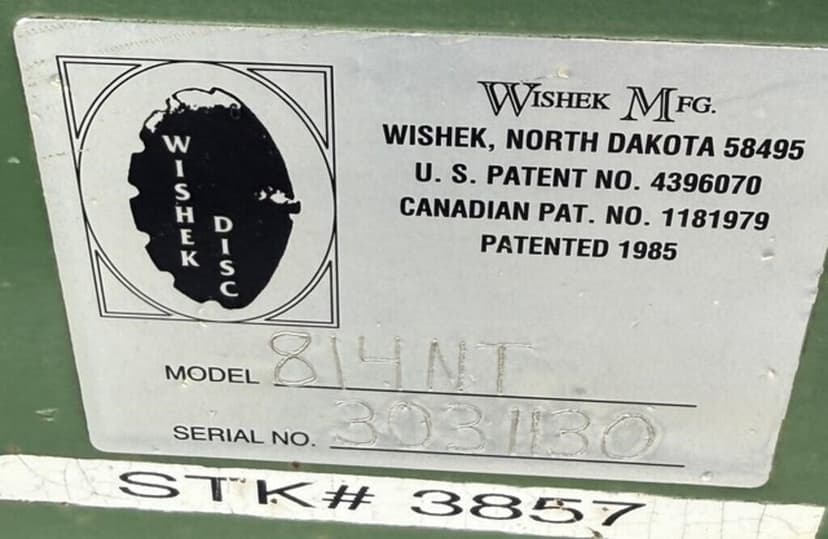 WISHEK
DISC
WISHEK MFG.
WISHEK, NORTH DAKOTA 58495
U. S. PATENT NO. 4396070
CANADIAN PAT. NO. 1181979
PATENTED 1985
MODEL 814NT
SERIAL NO. 3031130
STK# 3857